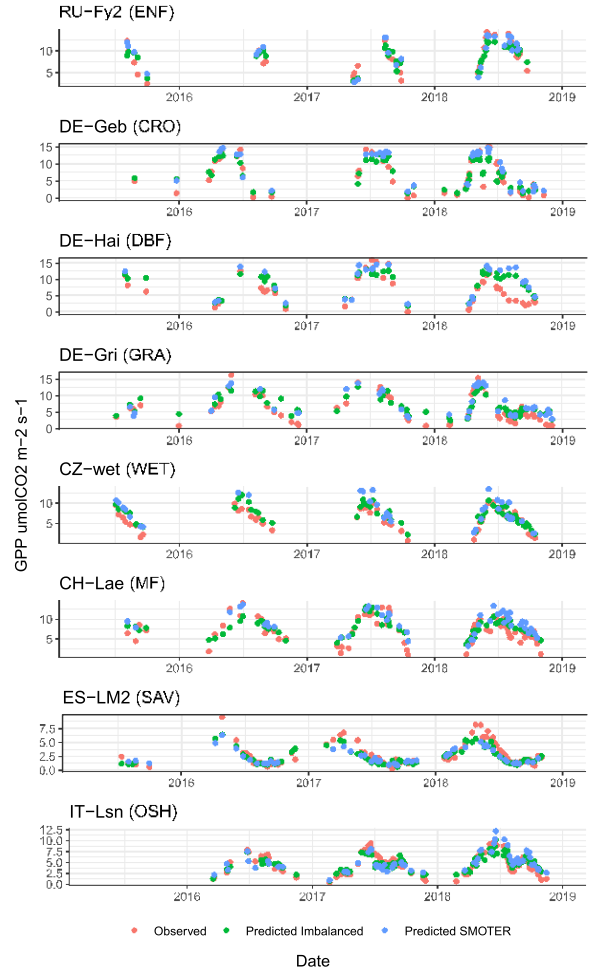 RU−Fy2 (ENF)
10
5
2016 2017 2018 2019
DE−Geb (CRO)
15
10
5
0
2016 2017 2018 2019
DE−Hai (DBF)
15
10
5
0
2016 2017 2018 2019
DE−Gri (GRA)
15
10
5
0
2016 2017 2018 2019
GPP umolCO2 m−2 s−1
CZ−wet (WET)
10
5
2016 2017 2018 2019
CH−Lae (MF)
10
5
2016 2017 2018 2019
ES−LM2 (SAV)
7.5
5.0
2.5
0.0
2016 2017 2018 2019
IT−Lsn (OSH)
12.5
10.0
7.5
5.0
2.5
0.0
2016 2017 2018 2019
Observed Predicted Imbalanced Predicted SMOTER
Date